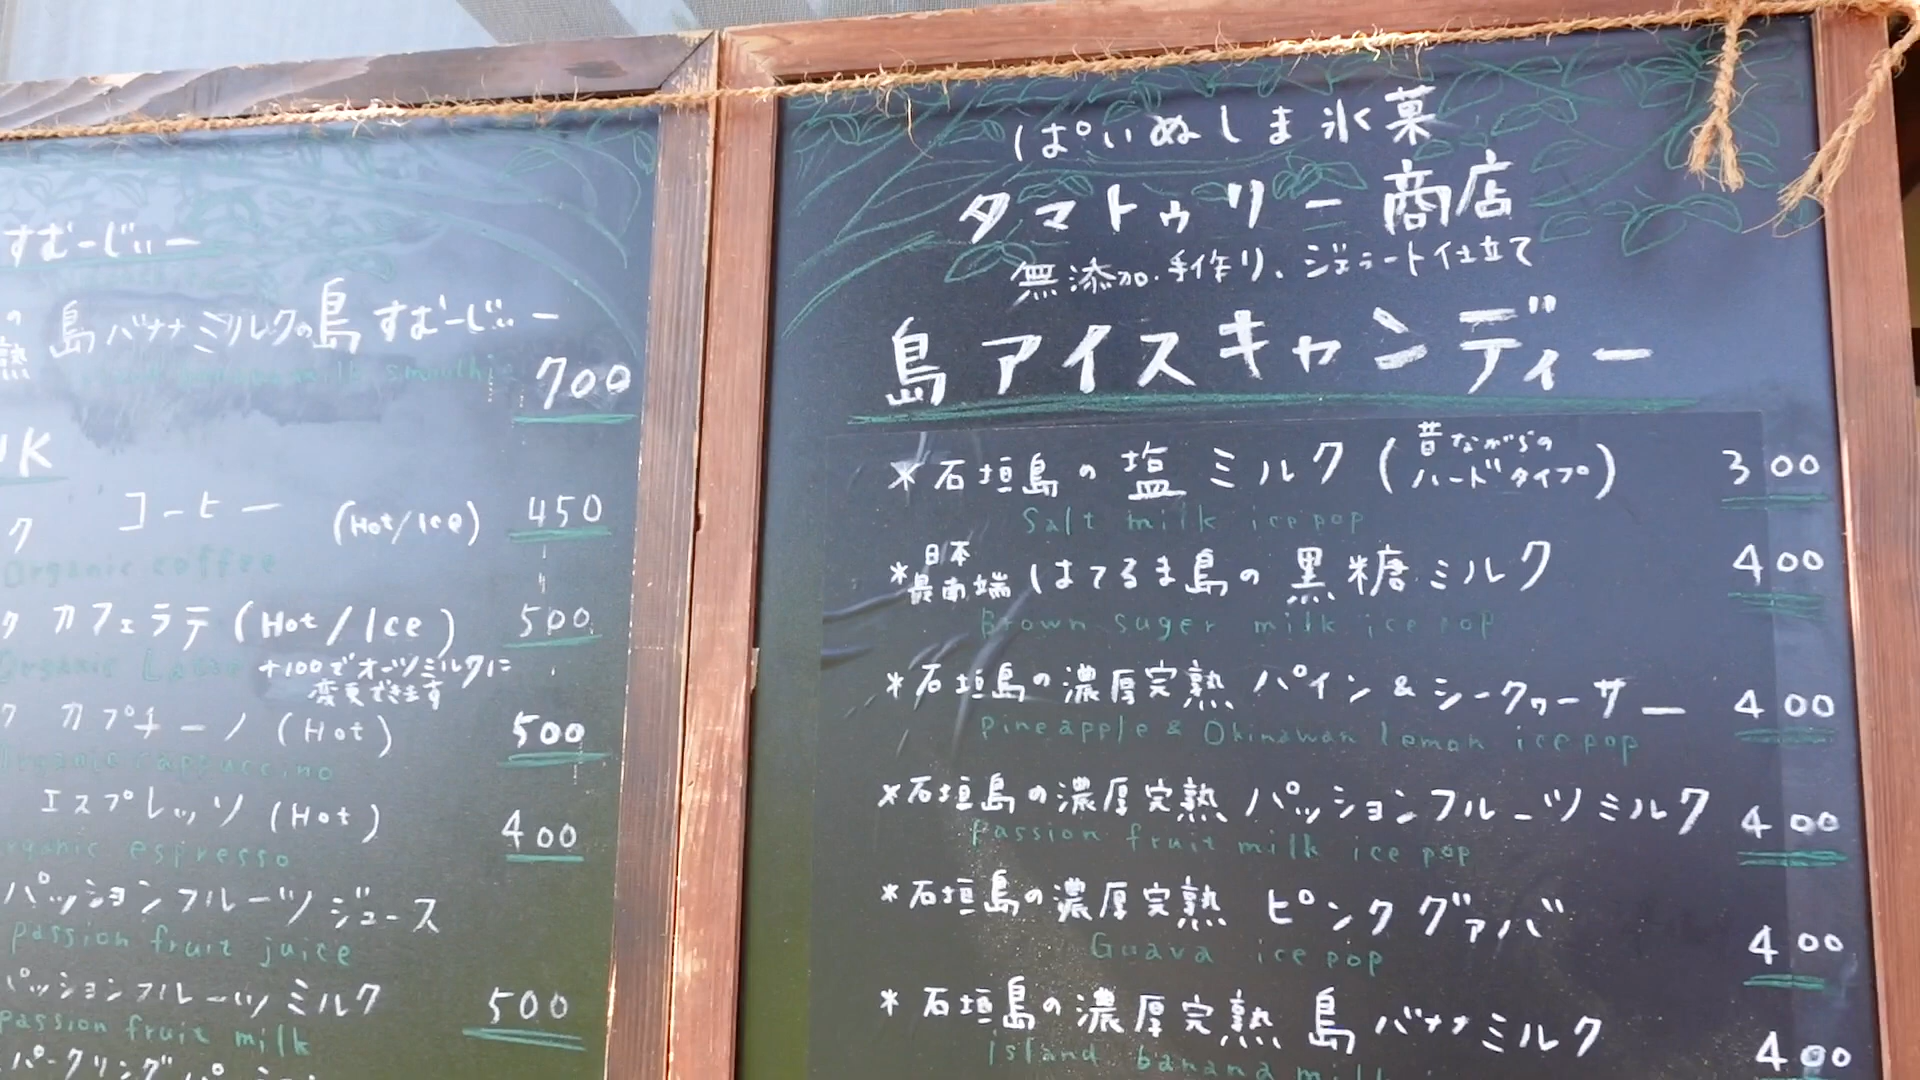 すむーじぃー
の
熟
島バナナミルクの島すむーじぃー
milk smoothi
700
コーヒー (Hot/Ice) 450
ク
Organic coffee
ク カフェラテ (Hot/Ice) 500
Organic
+100でオーツミルクに
変更できます
ク カプチーノ (Hot) 500
Organic cappuccino
エスプレッソ (Hot) 400
espresso
パッションフルーツジュース
passion fruit juice
パッションフルーツ ミルク 500
passion fruit milk
ぱいぬしま氷菓
タマトゥリー商店
無添加.手作り、ジェラート仕立て
島アイスキャンディー
*石垣島の塩ミルク(昔ながらのハードタイプ) 300
Salt milk ice pop
*日本最南端はてるま島の黒糖ミルク 400
Brown suger milk ice pop
*石垣島の濃厚完熟パイン&シークヮーサー 400
Pineapple & Okinawan lemon ice pop
*石垣島の濃厚完熟パッションフルーツミルク 400
Passion fruit milk ice pop
*石垣島の濃厚完熟 ピンクグァバ 400
Guava ice pop
*石垣島の濃厚完熟島バナナミルク 400
Island banana mil